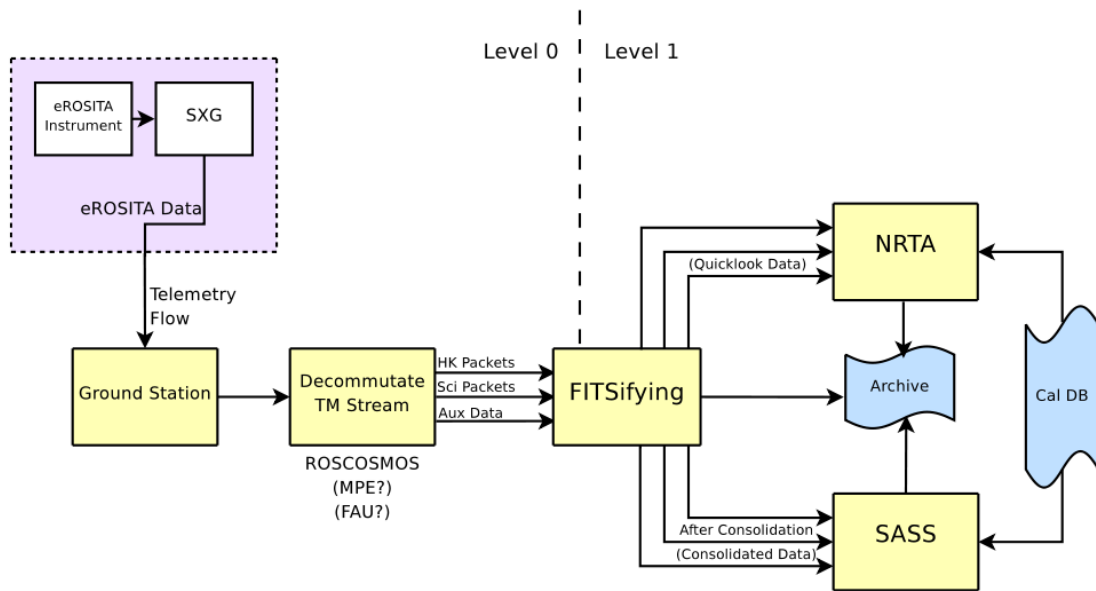 Level 0
Level 1
eROSITA
Instrument
SXG
eROSITA Data
Telemetry
Flow
Ground Station
Decommutate
TM Stream
ROSCOSMOS
(MPE?)
(FAU?)
HK Packets
Sci Packets
Aux Data
FITSifying
(Quicklook Data)
NRTA
Archive
Cal DB
After Consolidation
(Consolidated Data)
SASS